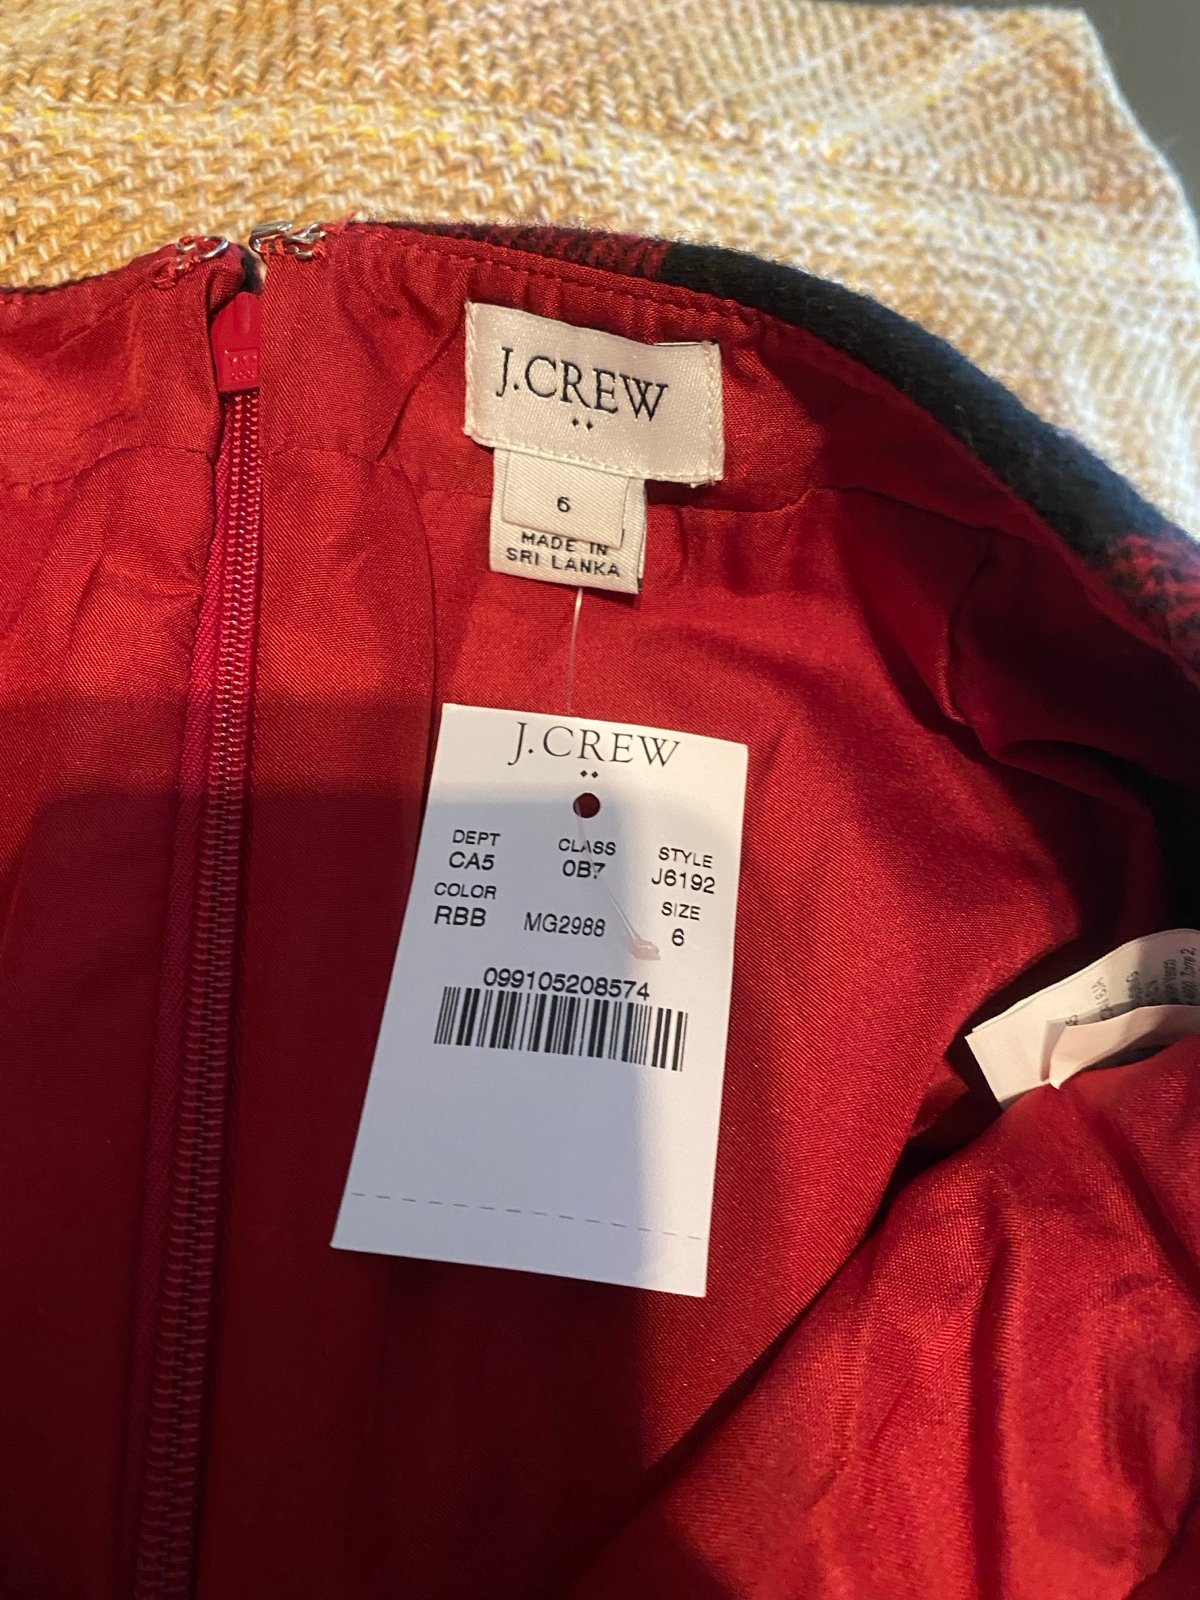 J.CREW
6
MADE IN
SRI LANKA
J.CREW
DEPT CLASS STYLE
CA5 0B7 J6192
COLOR SIZE
RBB MG2988 6
099105208574